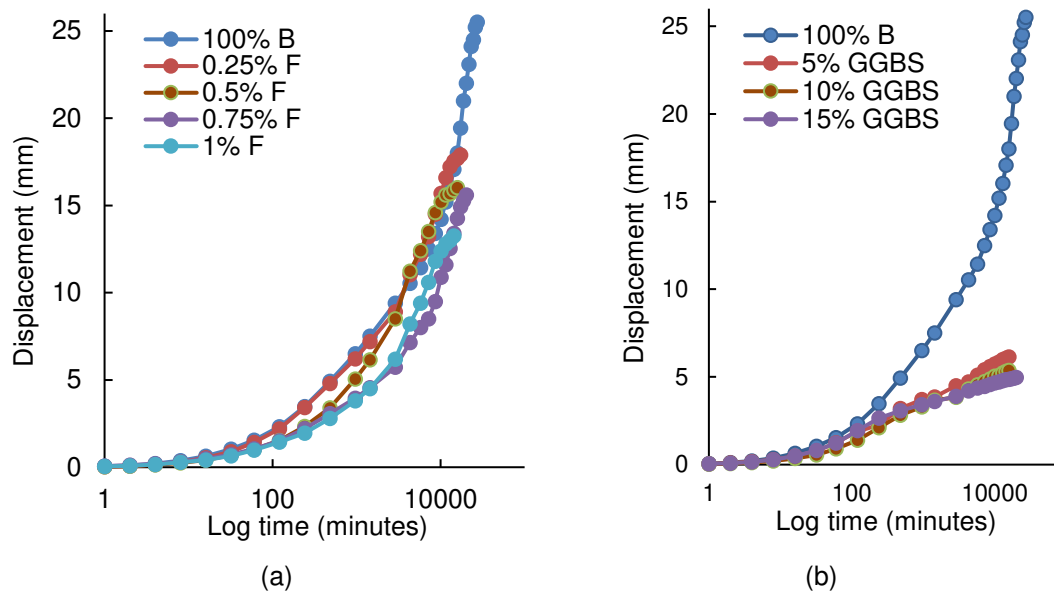 25
20
15
10
5
0
Displacement (mm)
100% B
0.25% F
0.5% F
0.75% F
1% F
1
100
10000
Log time (minutes)
(a)
25
20
15
10
5
0
Displacement (mm)
100% B
5% GGBS
10% GGBS
15% GGBS
1
100
10000
Log time (minutes)
(b)